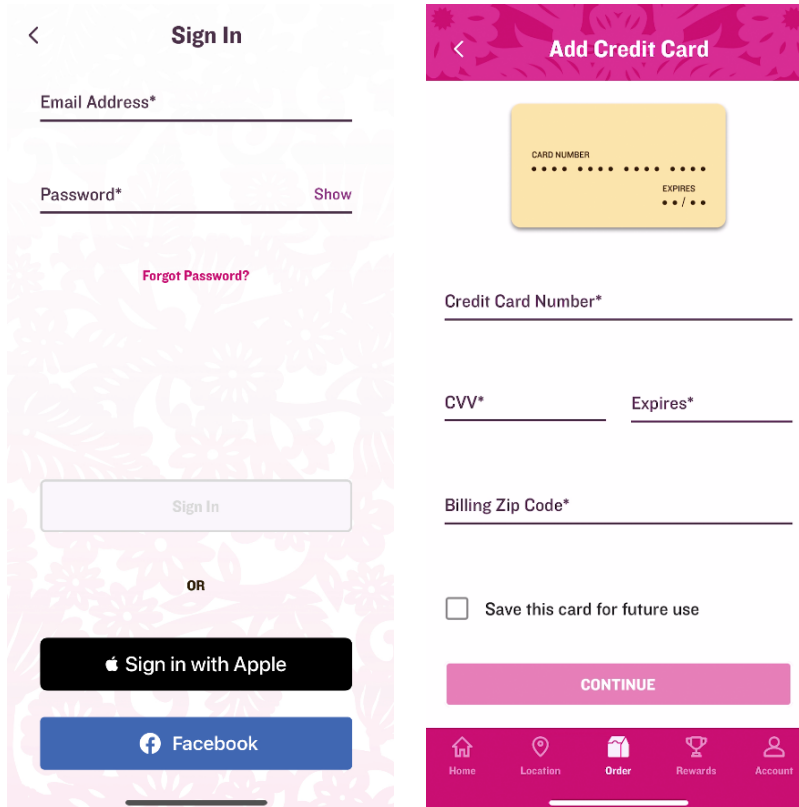 Sign In
Email Address*
Password*
Show
Forgot Password?
Sign In
OR
Sign in with Apple
Facebook
Add Credit Card
CARD NUMBER
•••• •••• •••• ••••
EXPIRES
••/••
Credit Card Number*
CVV*
Expires*
Billing Zip Code*
Save this card for future use
CONTINUE
Home
Location
Order
Rewards
Account